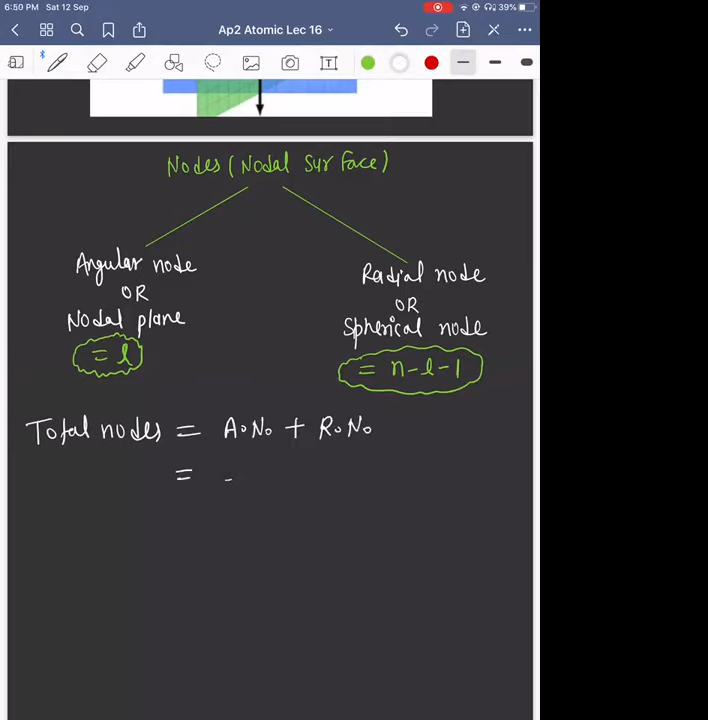 6:50 PM Sat 12 Sep
39%
Ap2 Atomic Lec 16
T
Nodes (Nodal Surface)
Angular node
OR
Nodal plane
= l
Radial node
OR
Spherical node
= n-l-1
Total nodes = A.N. + R.N.
=